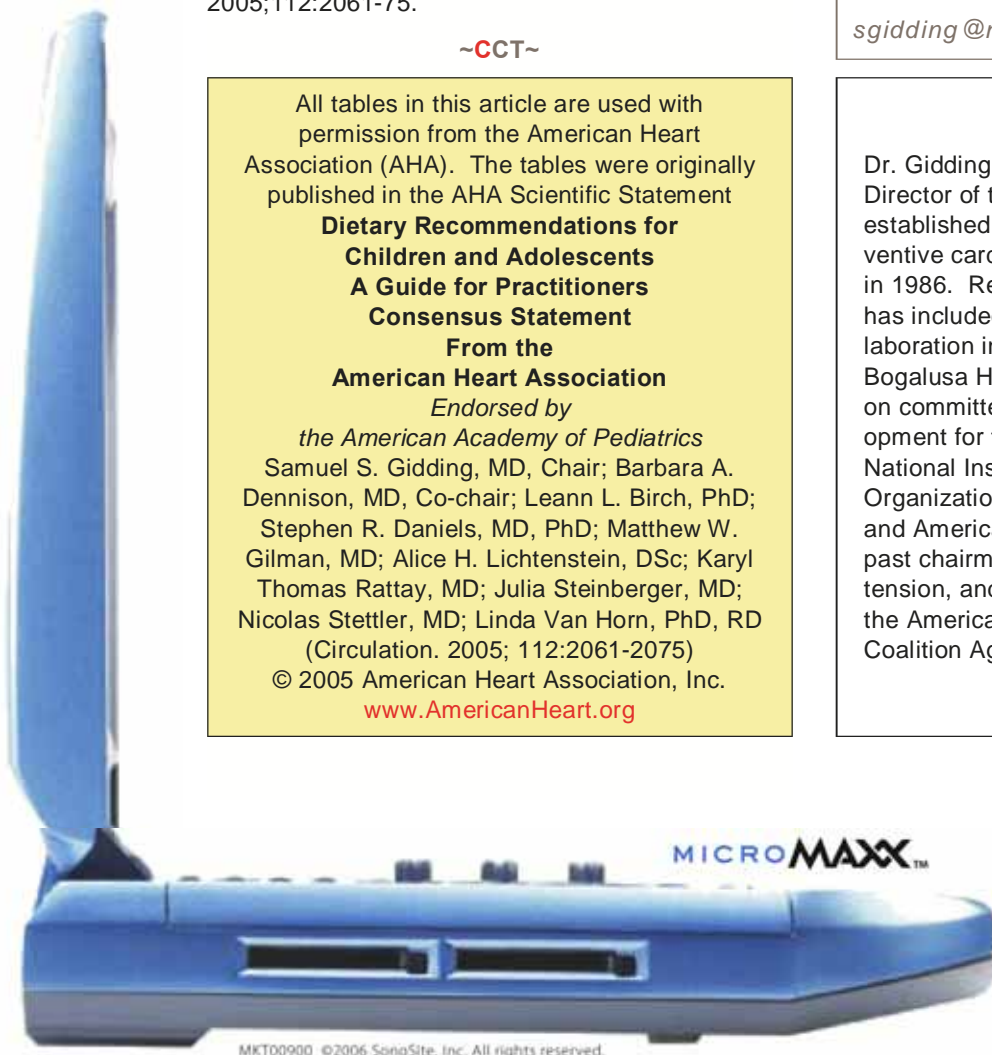 2005;112:2061-75.
~CCT~
All tables in this article are used with
permission from the American Heart
Association (AHA).  The tables were originally
published in the AHA Scientific Statement
Dietary Recommendations for
Children and Adolescents
A Guide for Practitioners
Consensus Statement
From the
American Heart Association
Endorsed by
the American Academy of Pediatrics
Samuel S. Gidding, MD, Chair; Barbara A.
Dennison, MD, Co-chair; Leann L. Birch, PhD;
Stephen R. Daniels, MD, PhD; Matthew W.
Gilman, MD; Alice H. Lichtenstein, DSc; Karyl
Thomas Rattay, MD; Julia Steinberger, MD;
Nicolas Stettler, MD; Linda Van Horn, PhD, RD
(Circulation. 2005; 112:2061-2075)
© 2005 American Heart Association, Inc.
www.AmericanHeart.org
sgidding@
Dr. Gidding
Director of
established
ventive
in 1986.  Re
has include
laboration
Bogalusa H
on
opment for
National Ins
Organization
and America
past
tension, and
the America
Coalition Ag
MICROMAXX™
MKT00900 ©2006 SonoSite, Inc. All rights reserved.